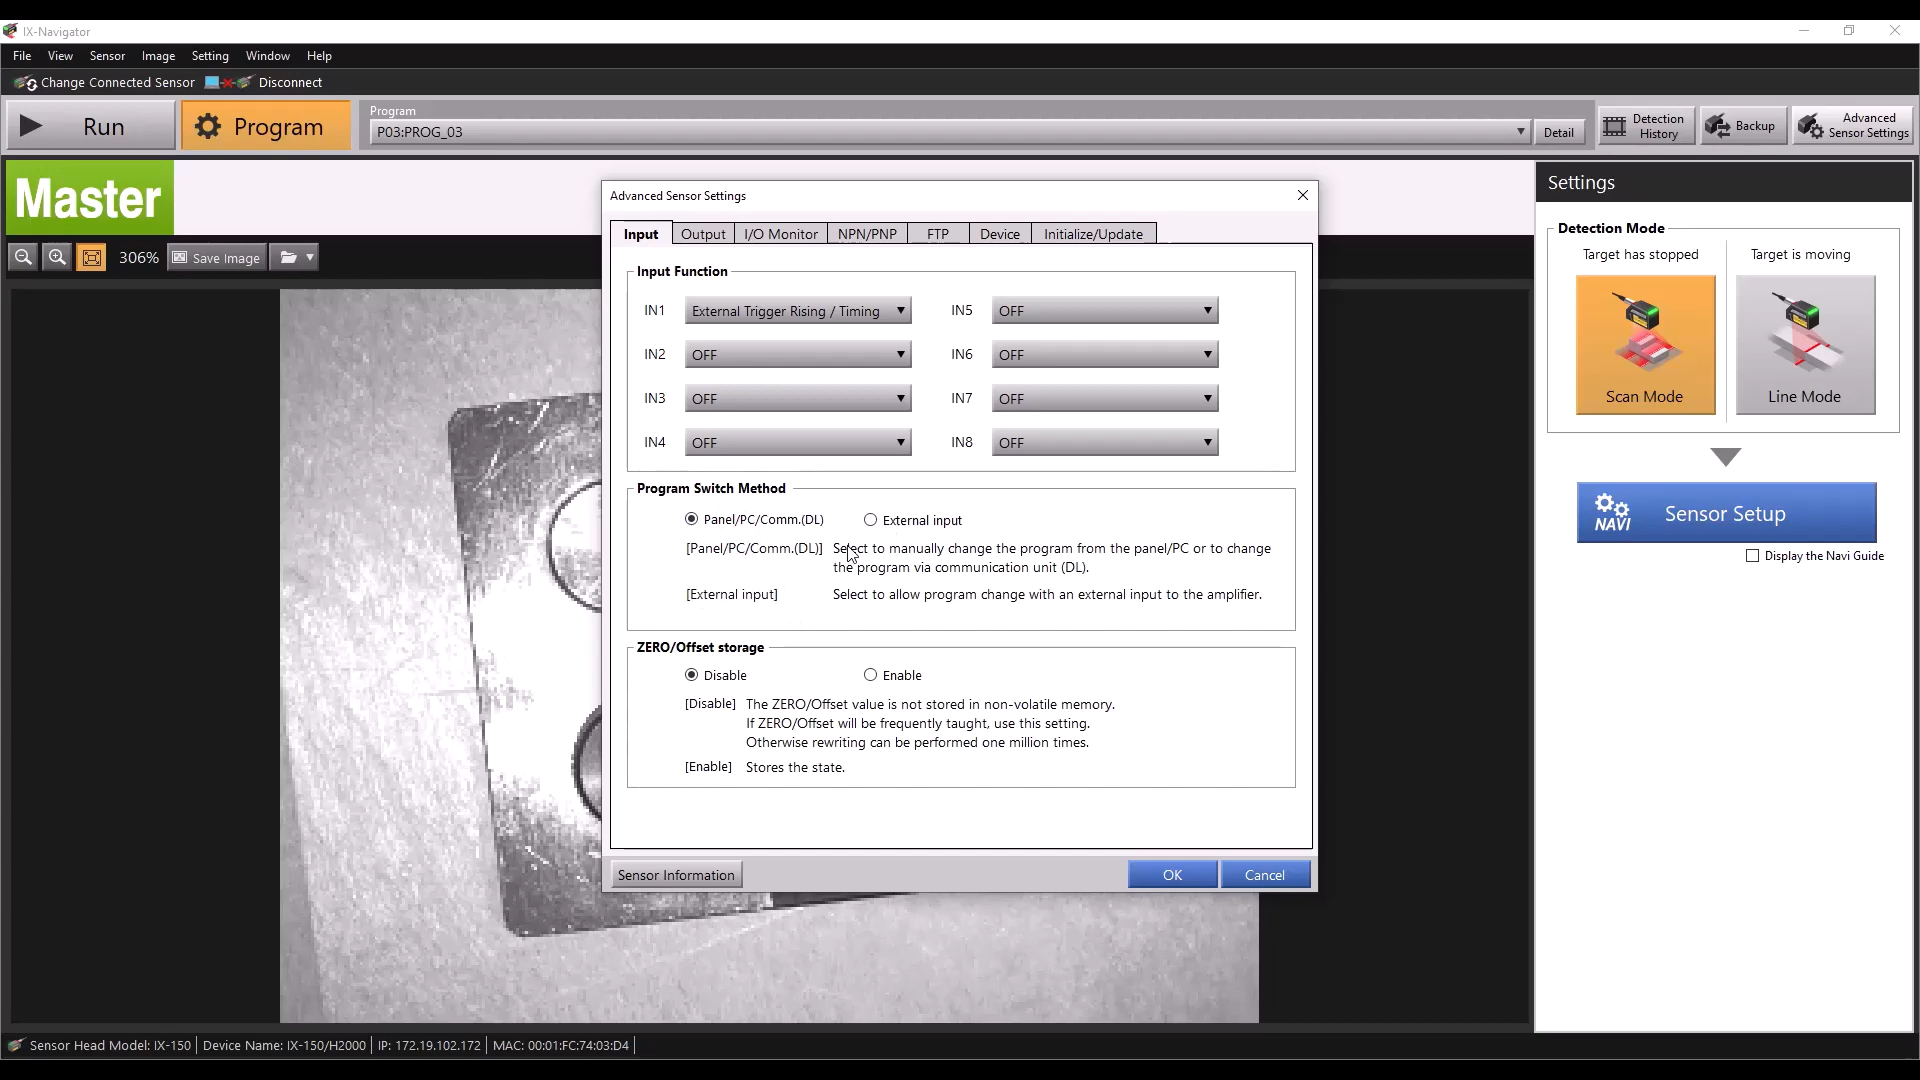 IX-Navigator
File View Sensor Image Setting Window Help
Change Connected Sensor Disconnect
Run
Program
Program
P03:PROG_03
Detail
Detection
History
Backup
Advanced
Sensor Settings
Master
306%
Save Image
Advanced Sensor Settings
Input Output I/O Monitor NPN/PNP FTP Device Initialize/Update
Input Function
IN1 External Trigger Rising / Timing IN5 OFF
IN2 OFF IN6 OFF
IN3 OFF IN7 OFF
IN4 OFF IN8 OFF
Program Switch Method
Panel/PC/Comm.(DL) External input
[Panel/PC/Comm.(DL)] Select to manually change the program from the panel/PC or to change
the program via communication unit (DL).
[External input] Select to allow program change with an external input to the amplifier.
ZERO/Offset storage
Disable Enable
[Disable] The ZERO/Offset value is not stored in non-volatile memory.
If ZERO/Offset will be frequently taught, use this setting.
Otherwise rewriting can be performed one million times.
[Enable] Stores the state.
Sensor Information OK Cancel
Settings
Detection Mode
Target has stopped Target is moving
Scan Mode Line Mode
NAVI Sensor Setup
Display the Navi Guide
Sensor Head Model: IX-150 Device Name: IX-150/H2000 IP: 172.19.102.172 MAC: 00:01:FC:74:03:D4